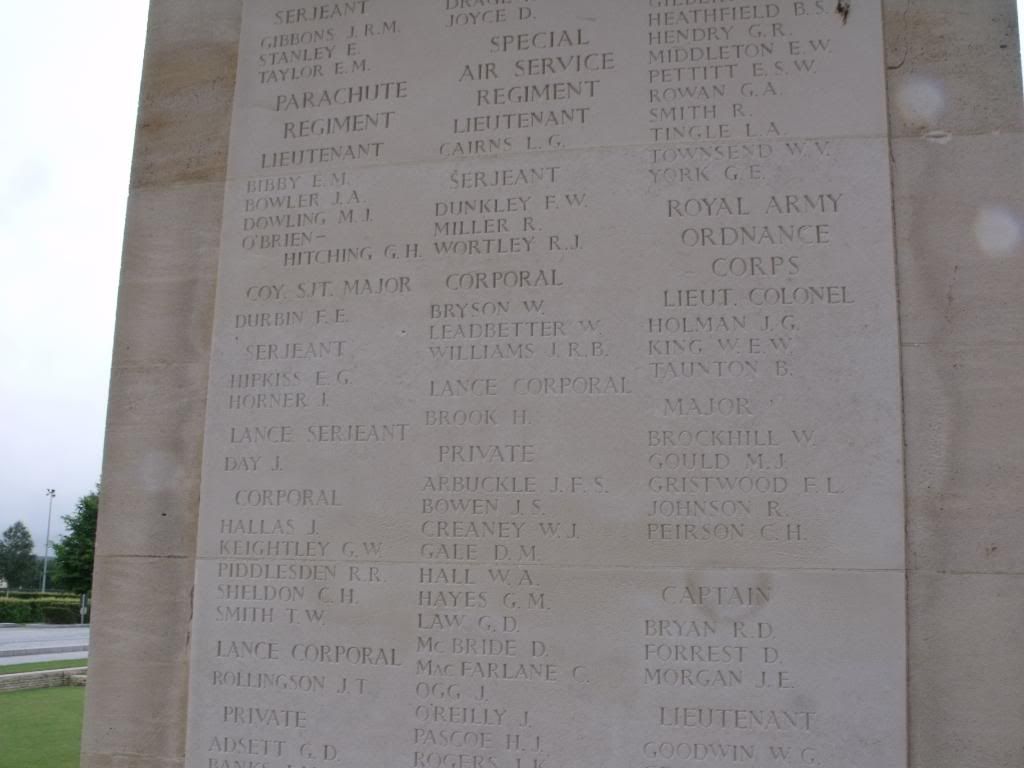 SERJEANT
GIBBONS J.R.M.
STANLEY E.
TAYLOR E.M.
PARACHUTE
REGIMENT
LIEUTENANT
BIBBY E.M.
BOWLER J.A.
DOWLING M.J.
O'BRIEN-
HITCHING G.H.
COY. SJT. MAJOR
DURBIN F.E.
SERJEANT
HIPKISS E.G.
HORNER I.
LANCE SERJEANT
DAY J.
CORPORAL
HALLAS J.
KEIGHTLEY G.W.
PIDDLESDEN R.R.
SHELDON C.H.
SMITH T.W.
LANCE CORPORAL
ROLLINGSON J.T.
PRIVATE
ADSETT G.D.
BANKS
JOYCE D.
SPECIAL
AIR SERVICE
REGIMENT
LIEUTENANT
CAIRNS L.G.
SERJEANT
DUNKLEY F.W.
MILLER R.
WORTLEY R.J.
CORPORAL
BRYSON W.
LEADBETTER W.
WILLIAMS J.R.B.
LANCE CORPORAL
BROOK H.
PRIVATE
ARBUCKLE J.F.S.
BOWEN J.S.
CREANEY W.J.
GALE D.M.
HALL W.A.
HAYES G.M.
LAW G.D.
McBRIDE D.
MacFARLANE C.
OGG J.
O'REILLY J.
PASCOE H.J.
ROGERS J.K.
HEATHFIELD B.S.
HENDRY G.R.
MIDDLETON E.W.
PETTITT E.S.W.
ROWAN G.A.
SMITH R.
TINGLE L.A.
TOWNSEND W.V.
YORK G.E.
ROYAL ARMY
ORDNANCE
CORPS
LIEUT. COLONEL
HOLMAN J.G.
KING W.E.W.
TAUNTON B.
MAJOR
BROCKHILL W.
GOULD M.J.
GRISTWOOD F.L.
JOHNSON R.
PEIRSON C.H.
CAPTAIN
BRYAN R.D.
FORREST D.
MORGAN J.E.
LIEUTENANT
GOODWIN W.G.